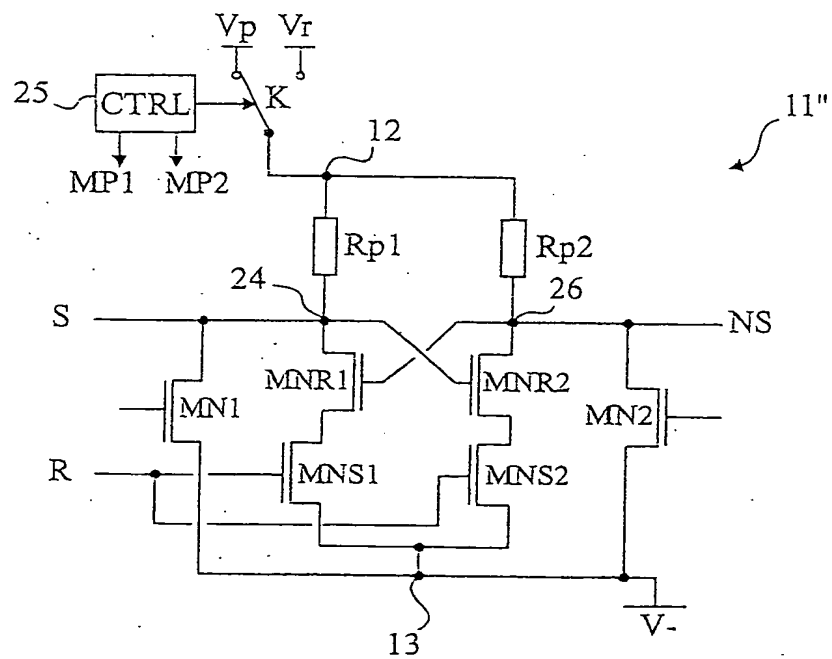 Vp Vr
25 CTRL K
11"
12
MP1 MP2
Rp1 Rp2
24 26
S NS
MNR1 MNR2
MN1 MN2
R MNS1 MNS2
13 V-